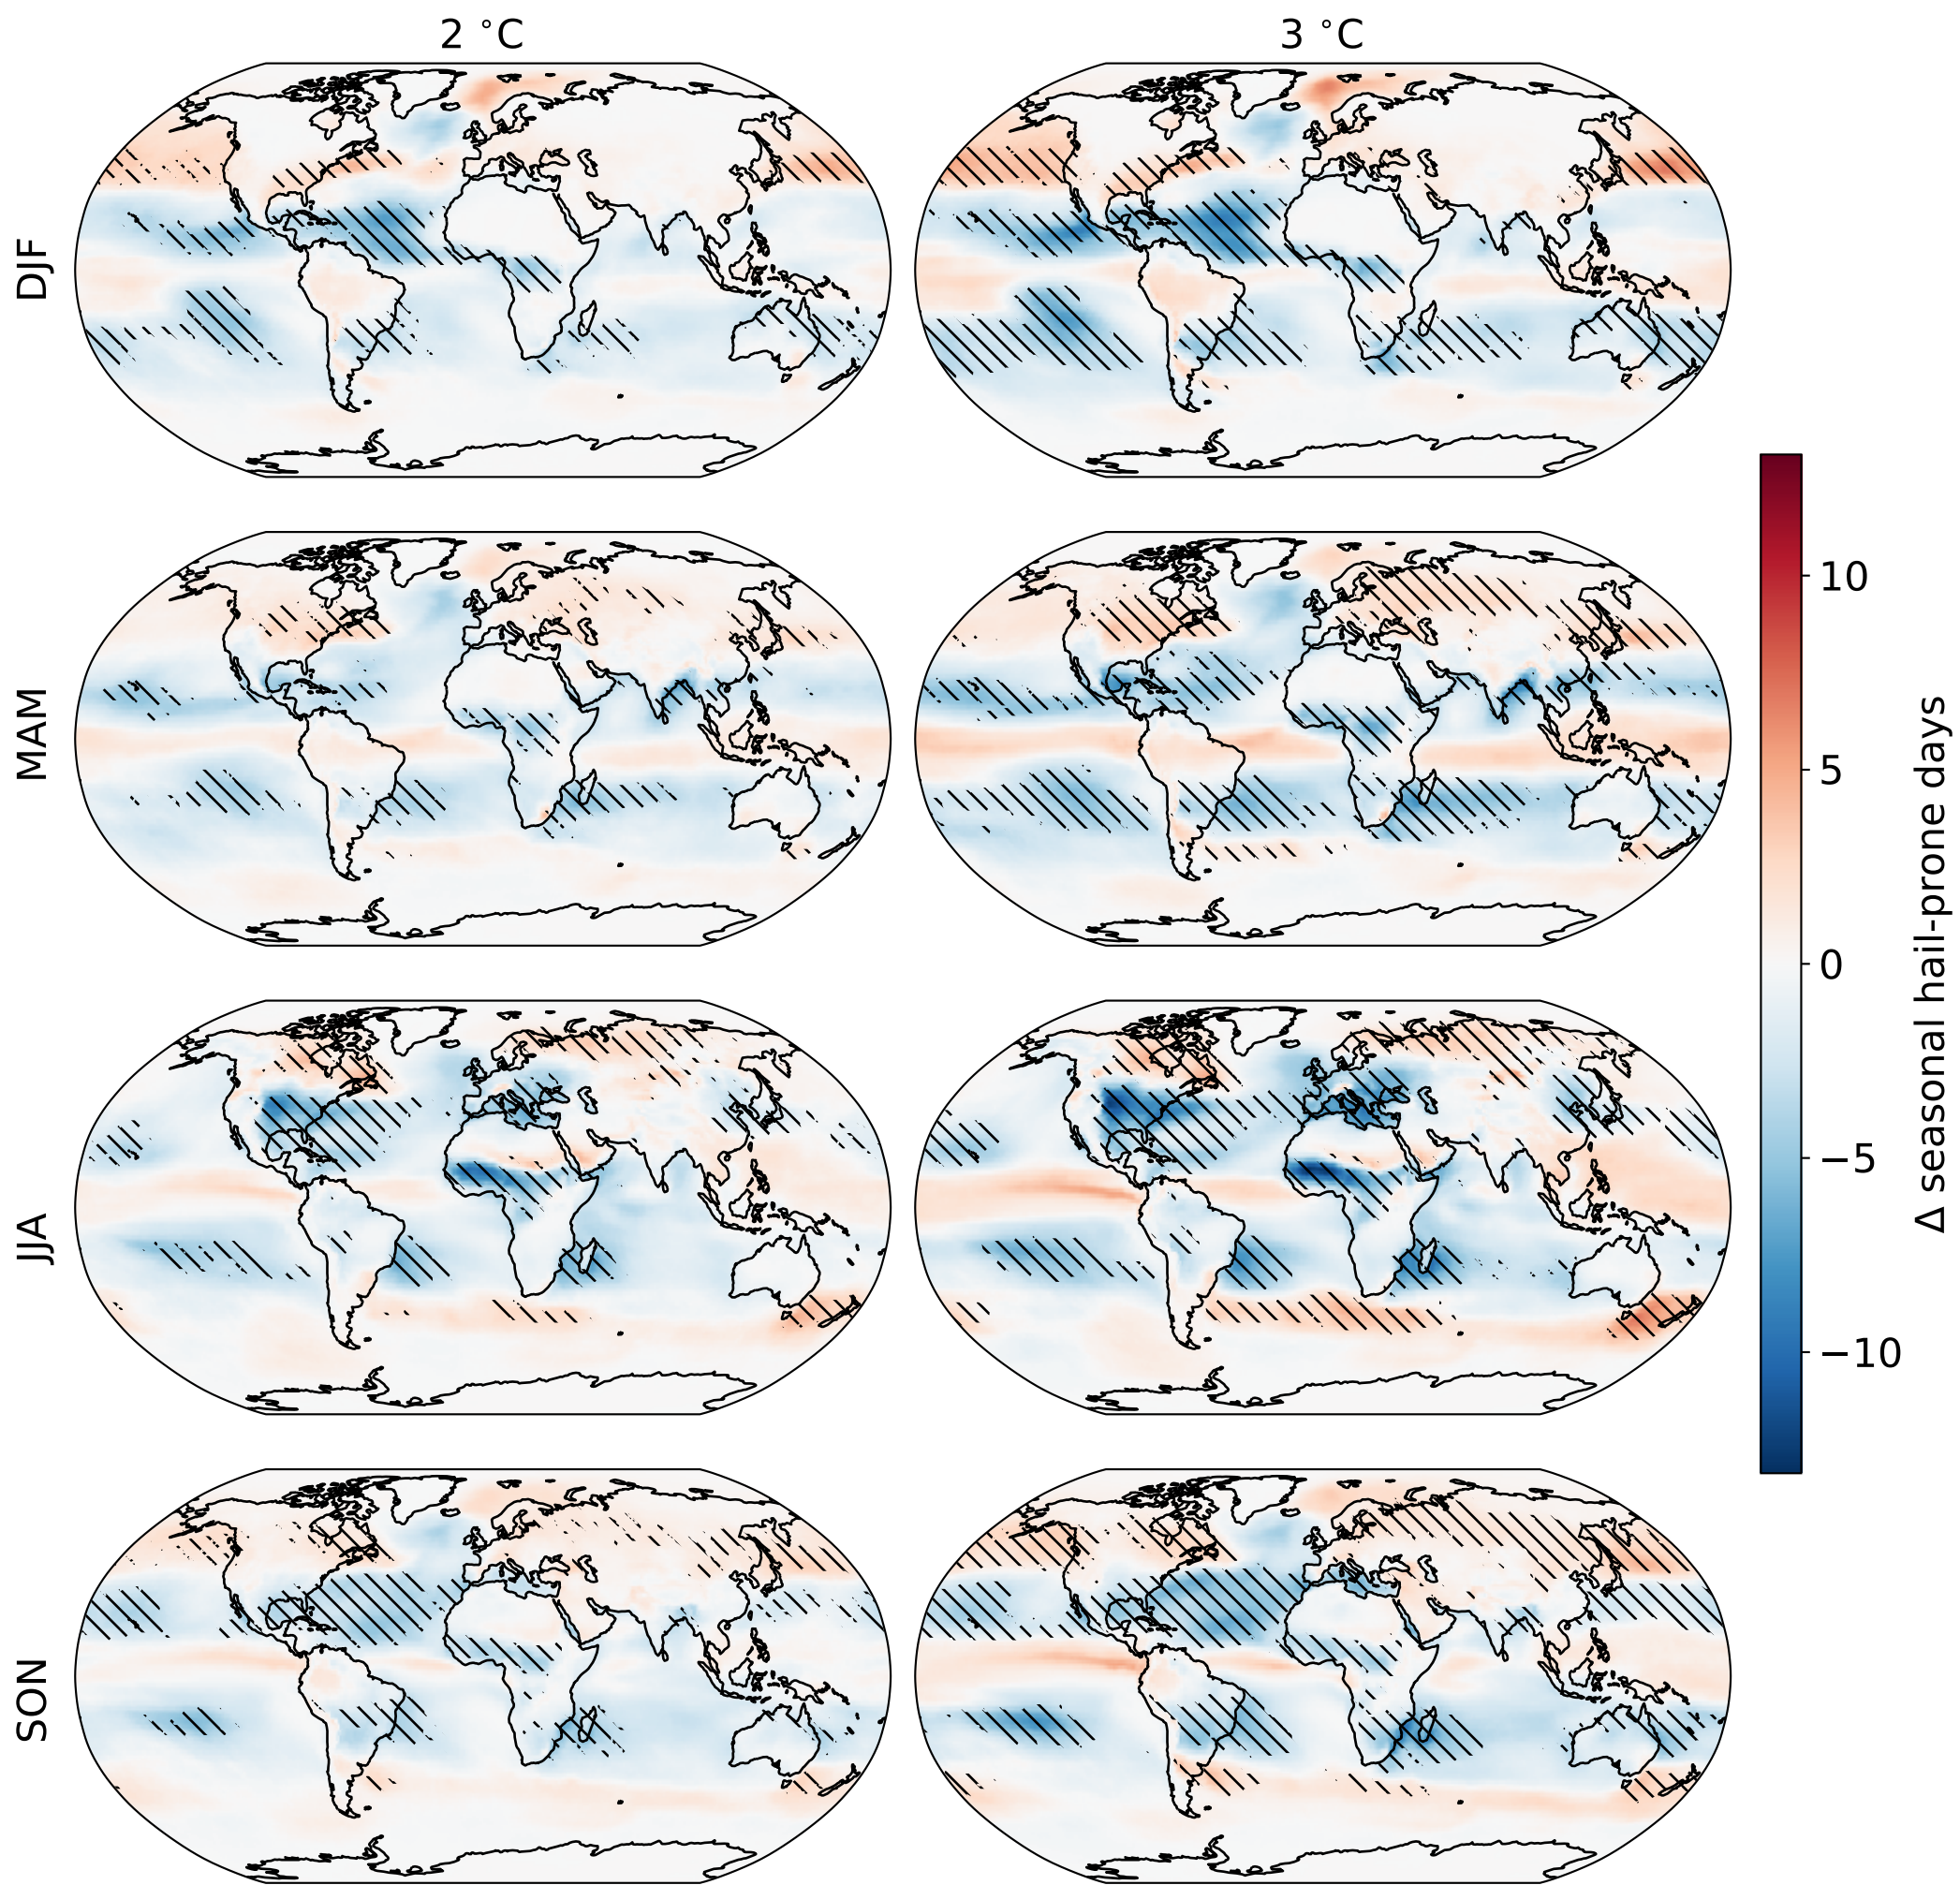 2 °C
3 °C
DJF
MAM
JJA
SON
10
5
0
−5
−10
Δ seasonal hail-prone days